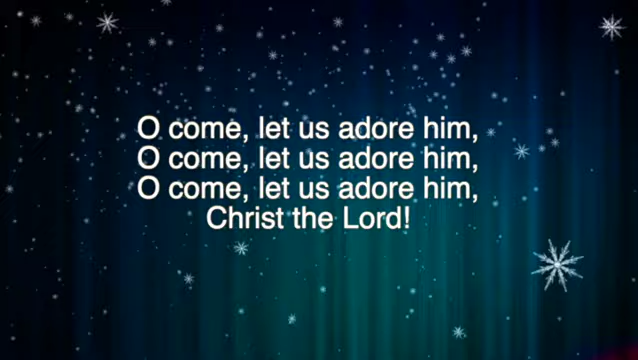 O come, let us adore him,
O come, let us adore him,
O come, let us adore him,
Christ the Lord!